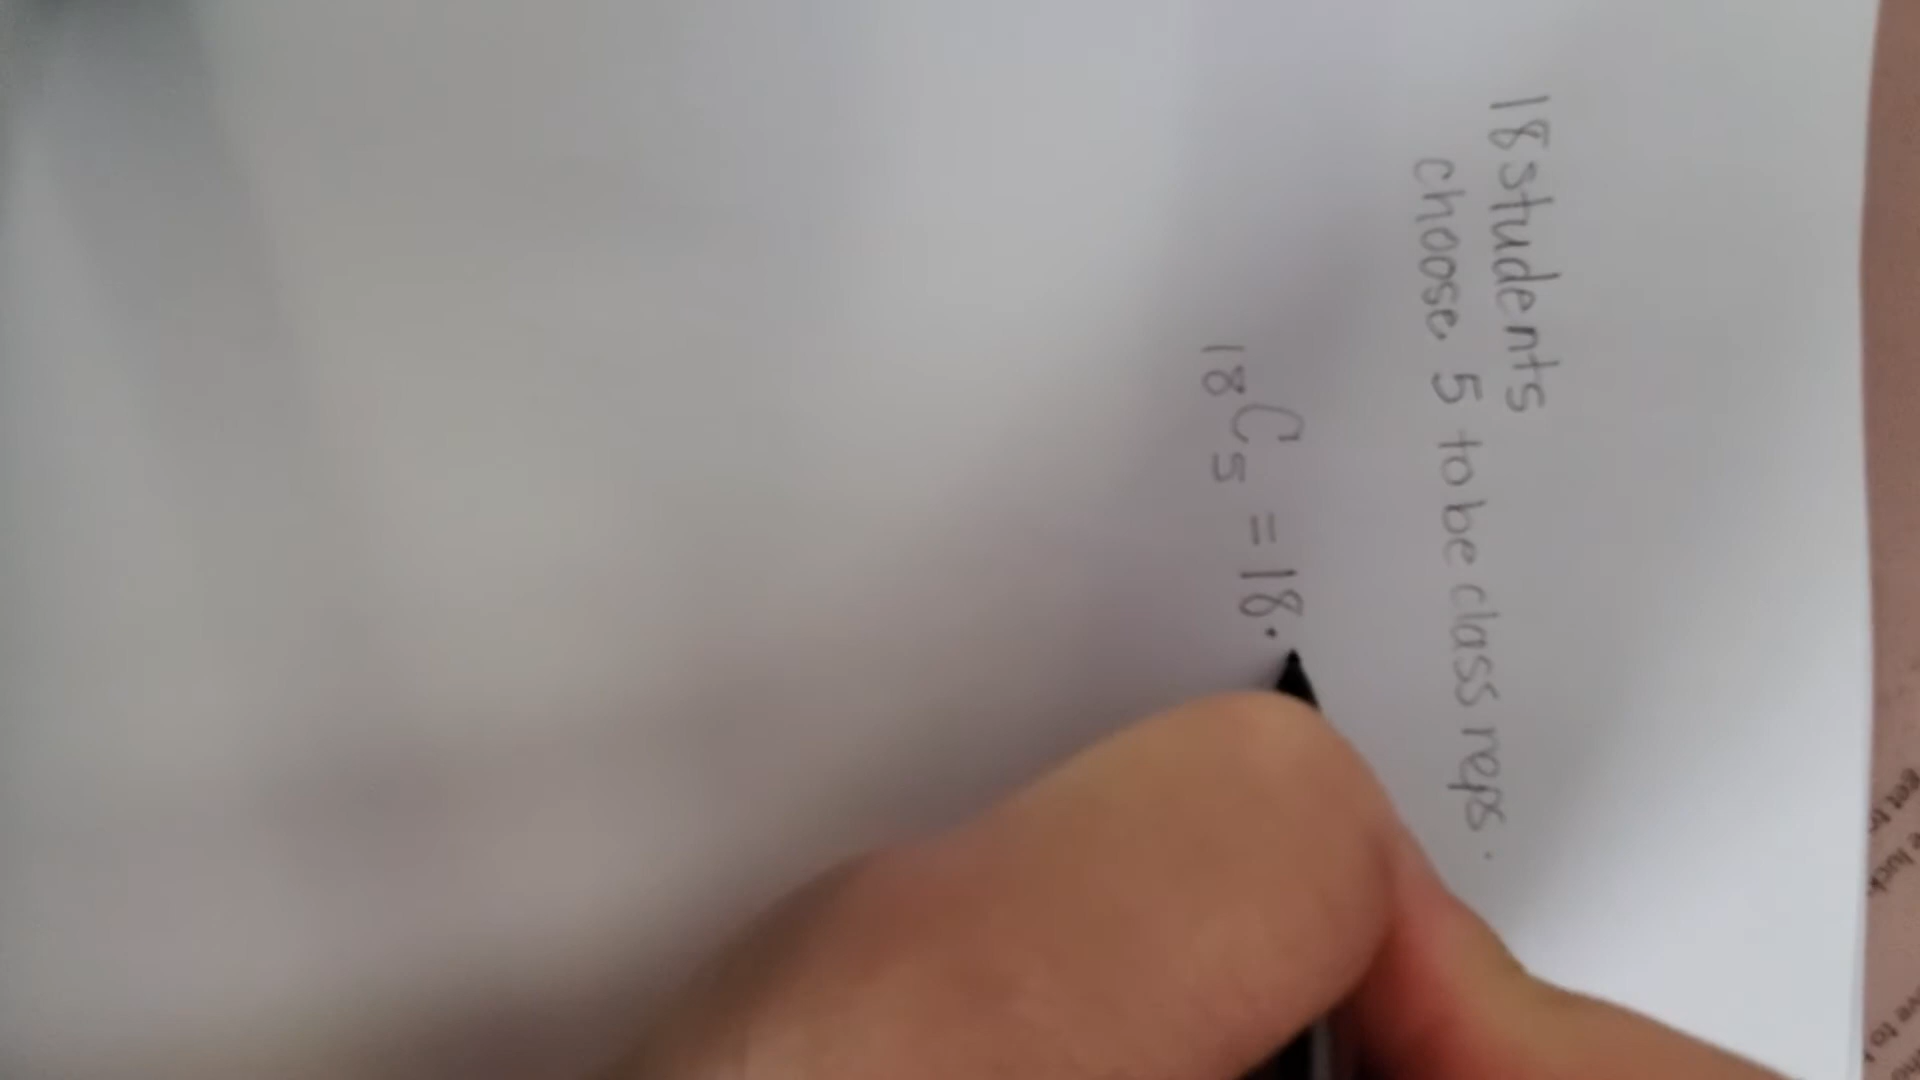 18 students
choose 5 to be class reps.
₁₈C₅ = 18·